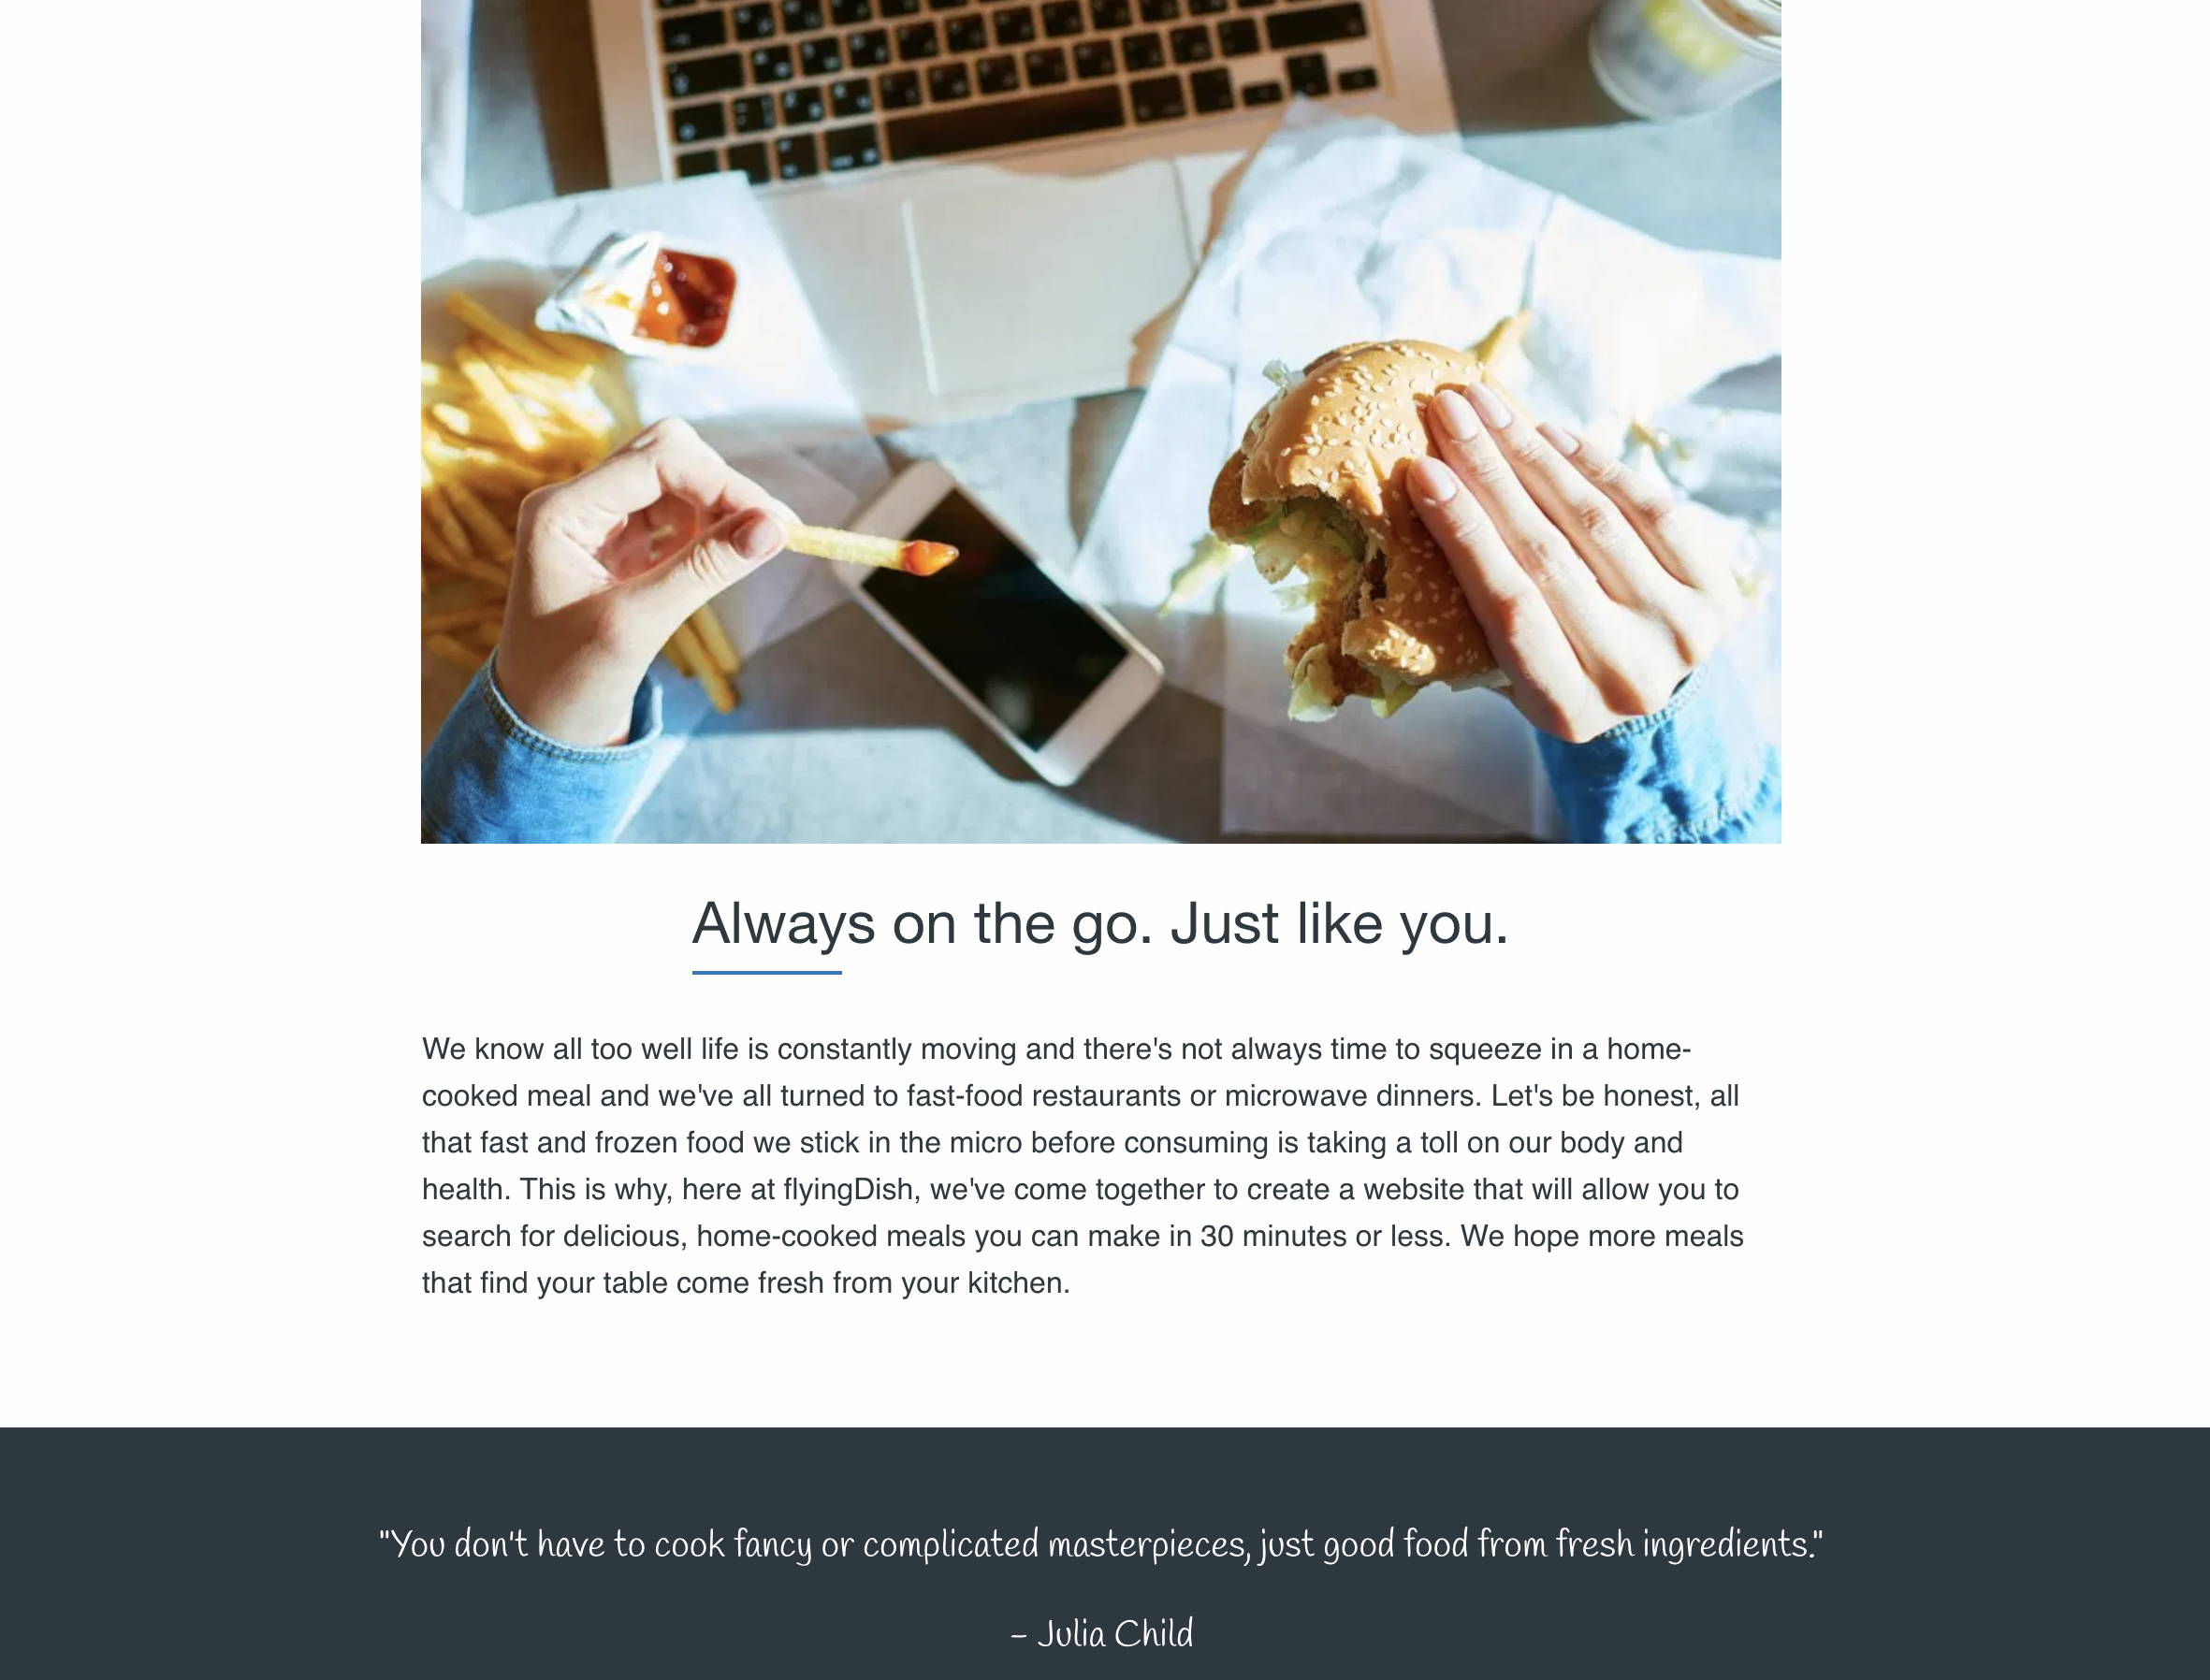 Always on the go. Just like you.
We know all too well life is constantly moving and there's not always time to squeeze in a home-
cooked meal and we've all turned to fast-food restaurants or microwave dinners. Let's be honest, all
that fast and frozen food we stick in the micro before consuming is taking a toll on our body and
health. This is why, here at flyingDish, we've come together to create a website that will allow you to
search for delicious, home-cooked meals you can make in 30 minutes or less. We hope more meals
that find your table come fresh from your kitchen.
"You don't have to cook fancy or complicated masterpieces, just good food from fresh ingredients."
- Julia Child